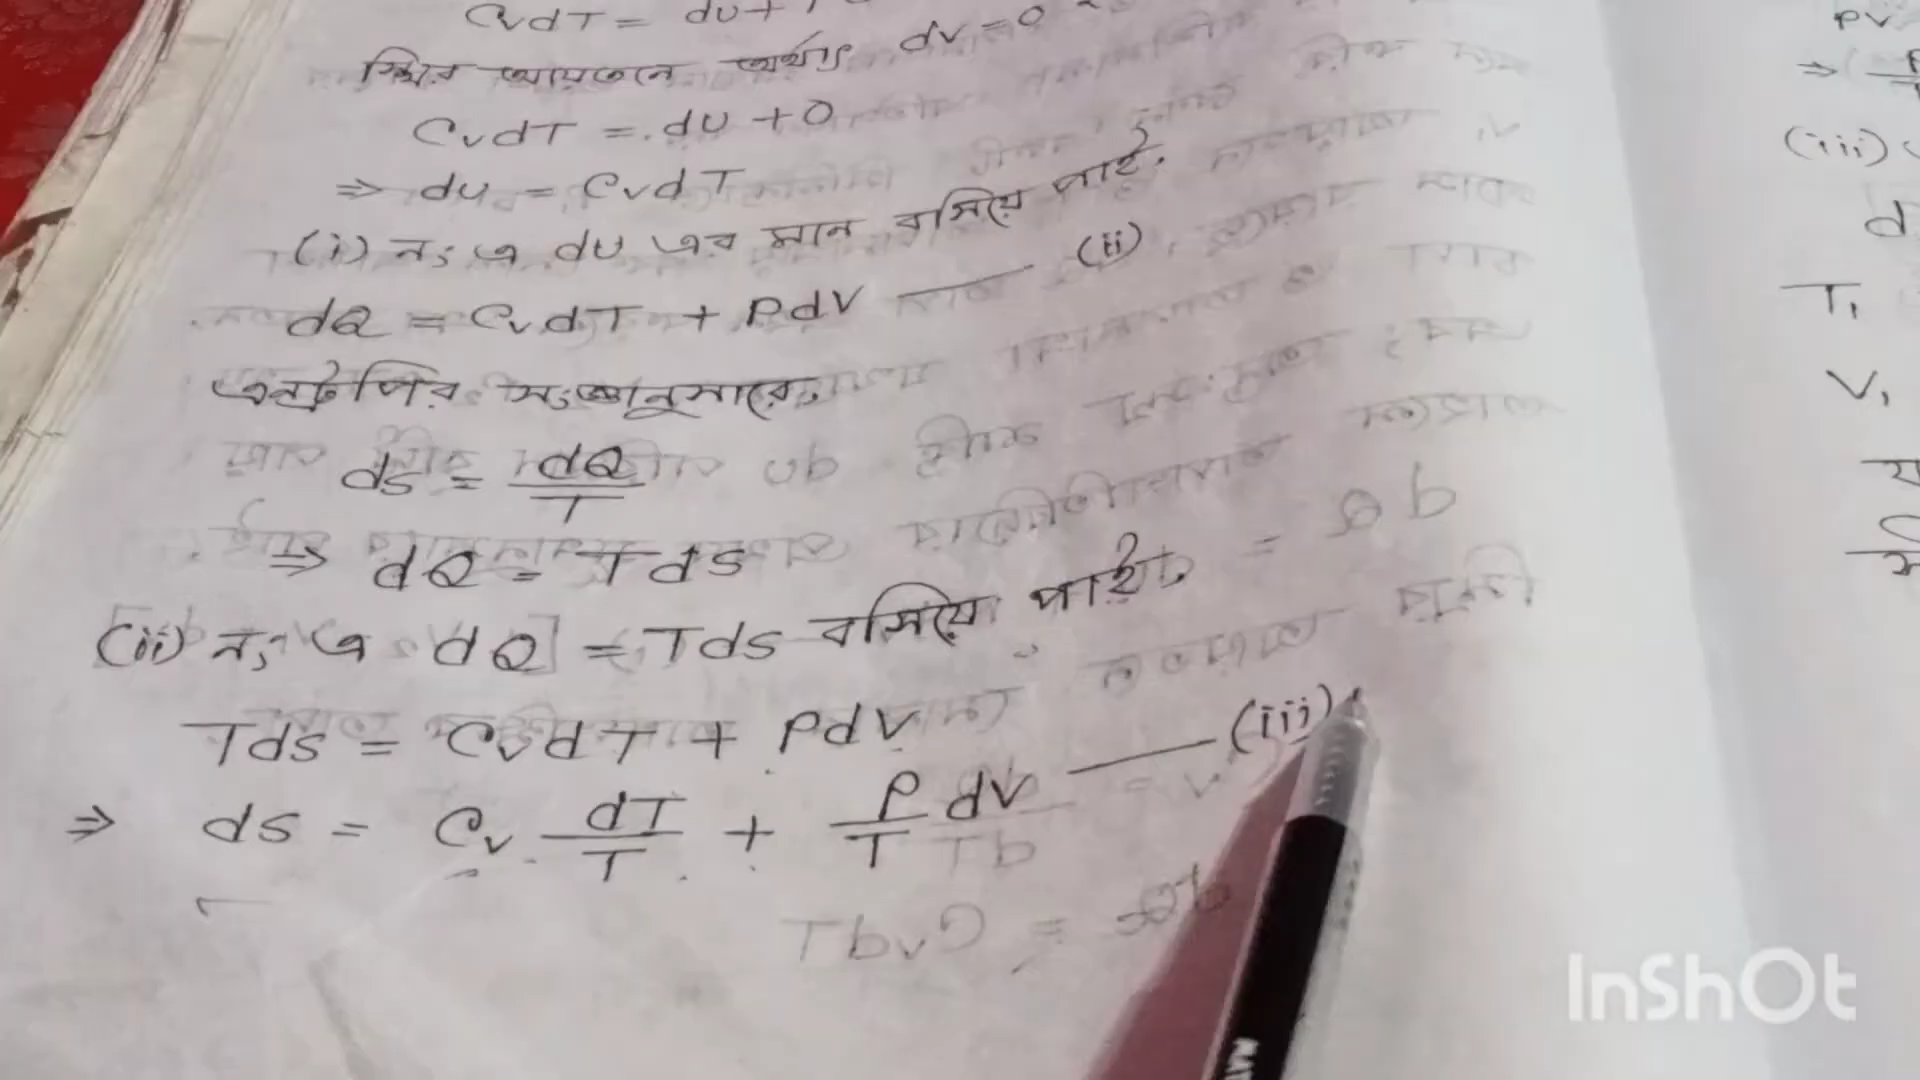 CvdT = dU +
স্থির আয়তনে অর্থাৎ dV = 0
CvdT = dU + 0
⇒ dU = CvdT
(i) নং এ dU এর মান বসিয়ে পাই,
dQ = CvdT + PdV —— (ii)
এনট্রপির সংজ্ঞানুসারে,
ds = dQ/T
⇒ dQ = Tds
(ii) নং এ dQ = Tds বসিয়ে পাই,
Tds = CvdT + PdV
⇒ ds = Cv dT/T + P/T dV —— (iii)
PV
⇒
(iii)
d
T₁
V₁
InShOt